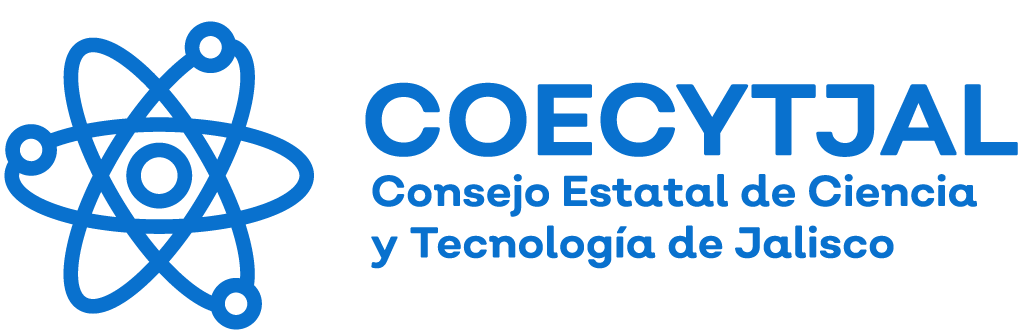 COECYTJAL
Consejo Estatal de Ciencia
y Tecnología de Jalisco